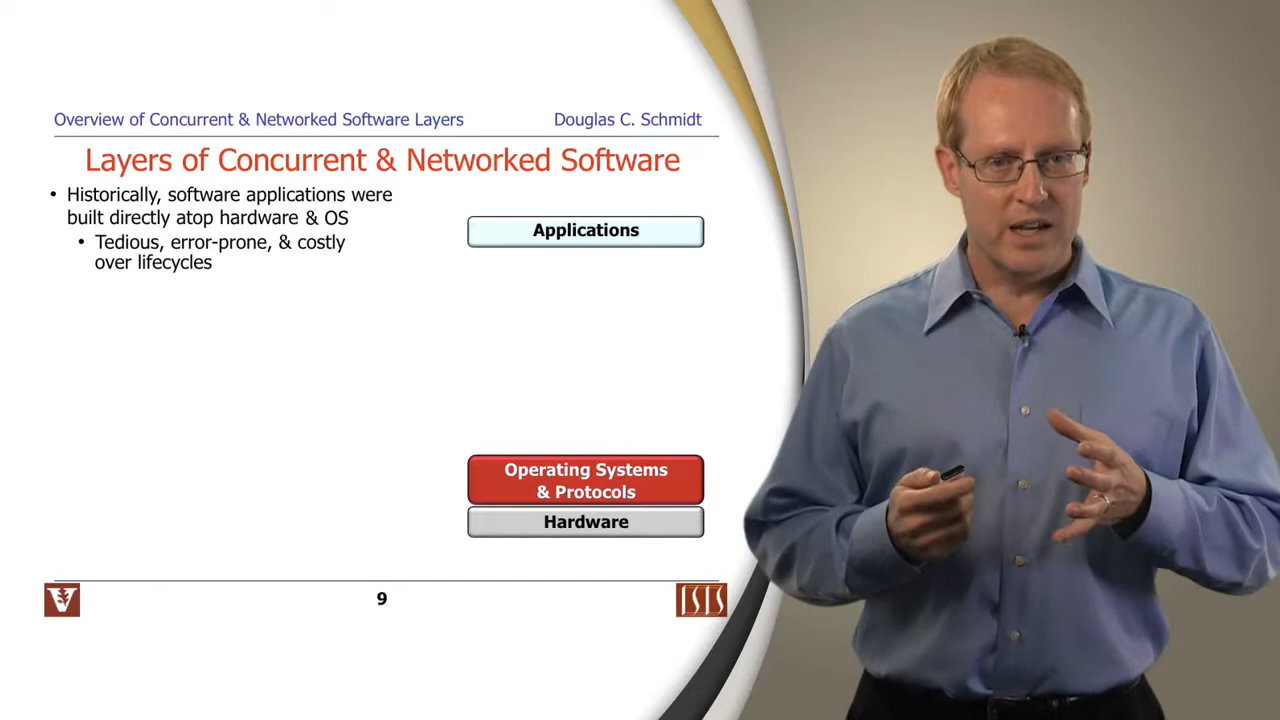 Overview of Concurrent & Networked Software Layers Douglas C. Schmidt
Layers of Concurrent & Networked Software
• Historically, software applications were
built directly atop hardware & OS
• Tedious, error-prone, & costly
over lifecycles
Applications
Operating Systems
& Protocols
Hardware
V
9
ISIS